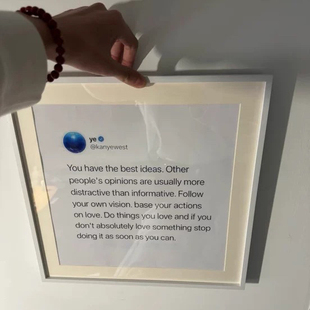 ye
@kanyewest
You have the best ideas. Other
people's opinions are usually more
distractive than informative. Follow
your own vision. base your actions
on love. Do things you love and if you
don't absolutely love something stop
doing it as soon as you can.